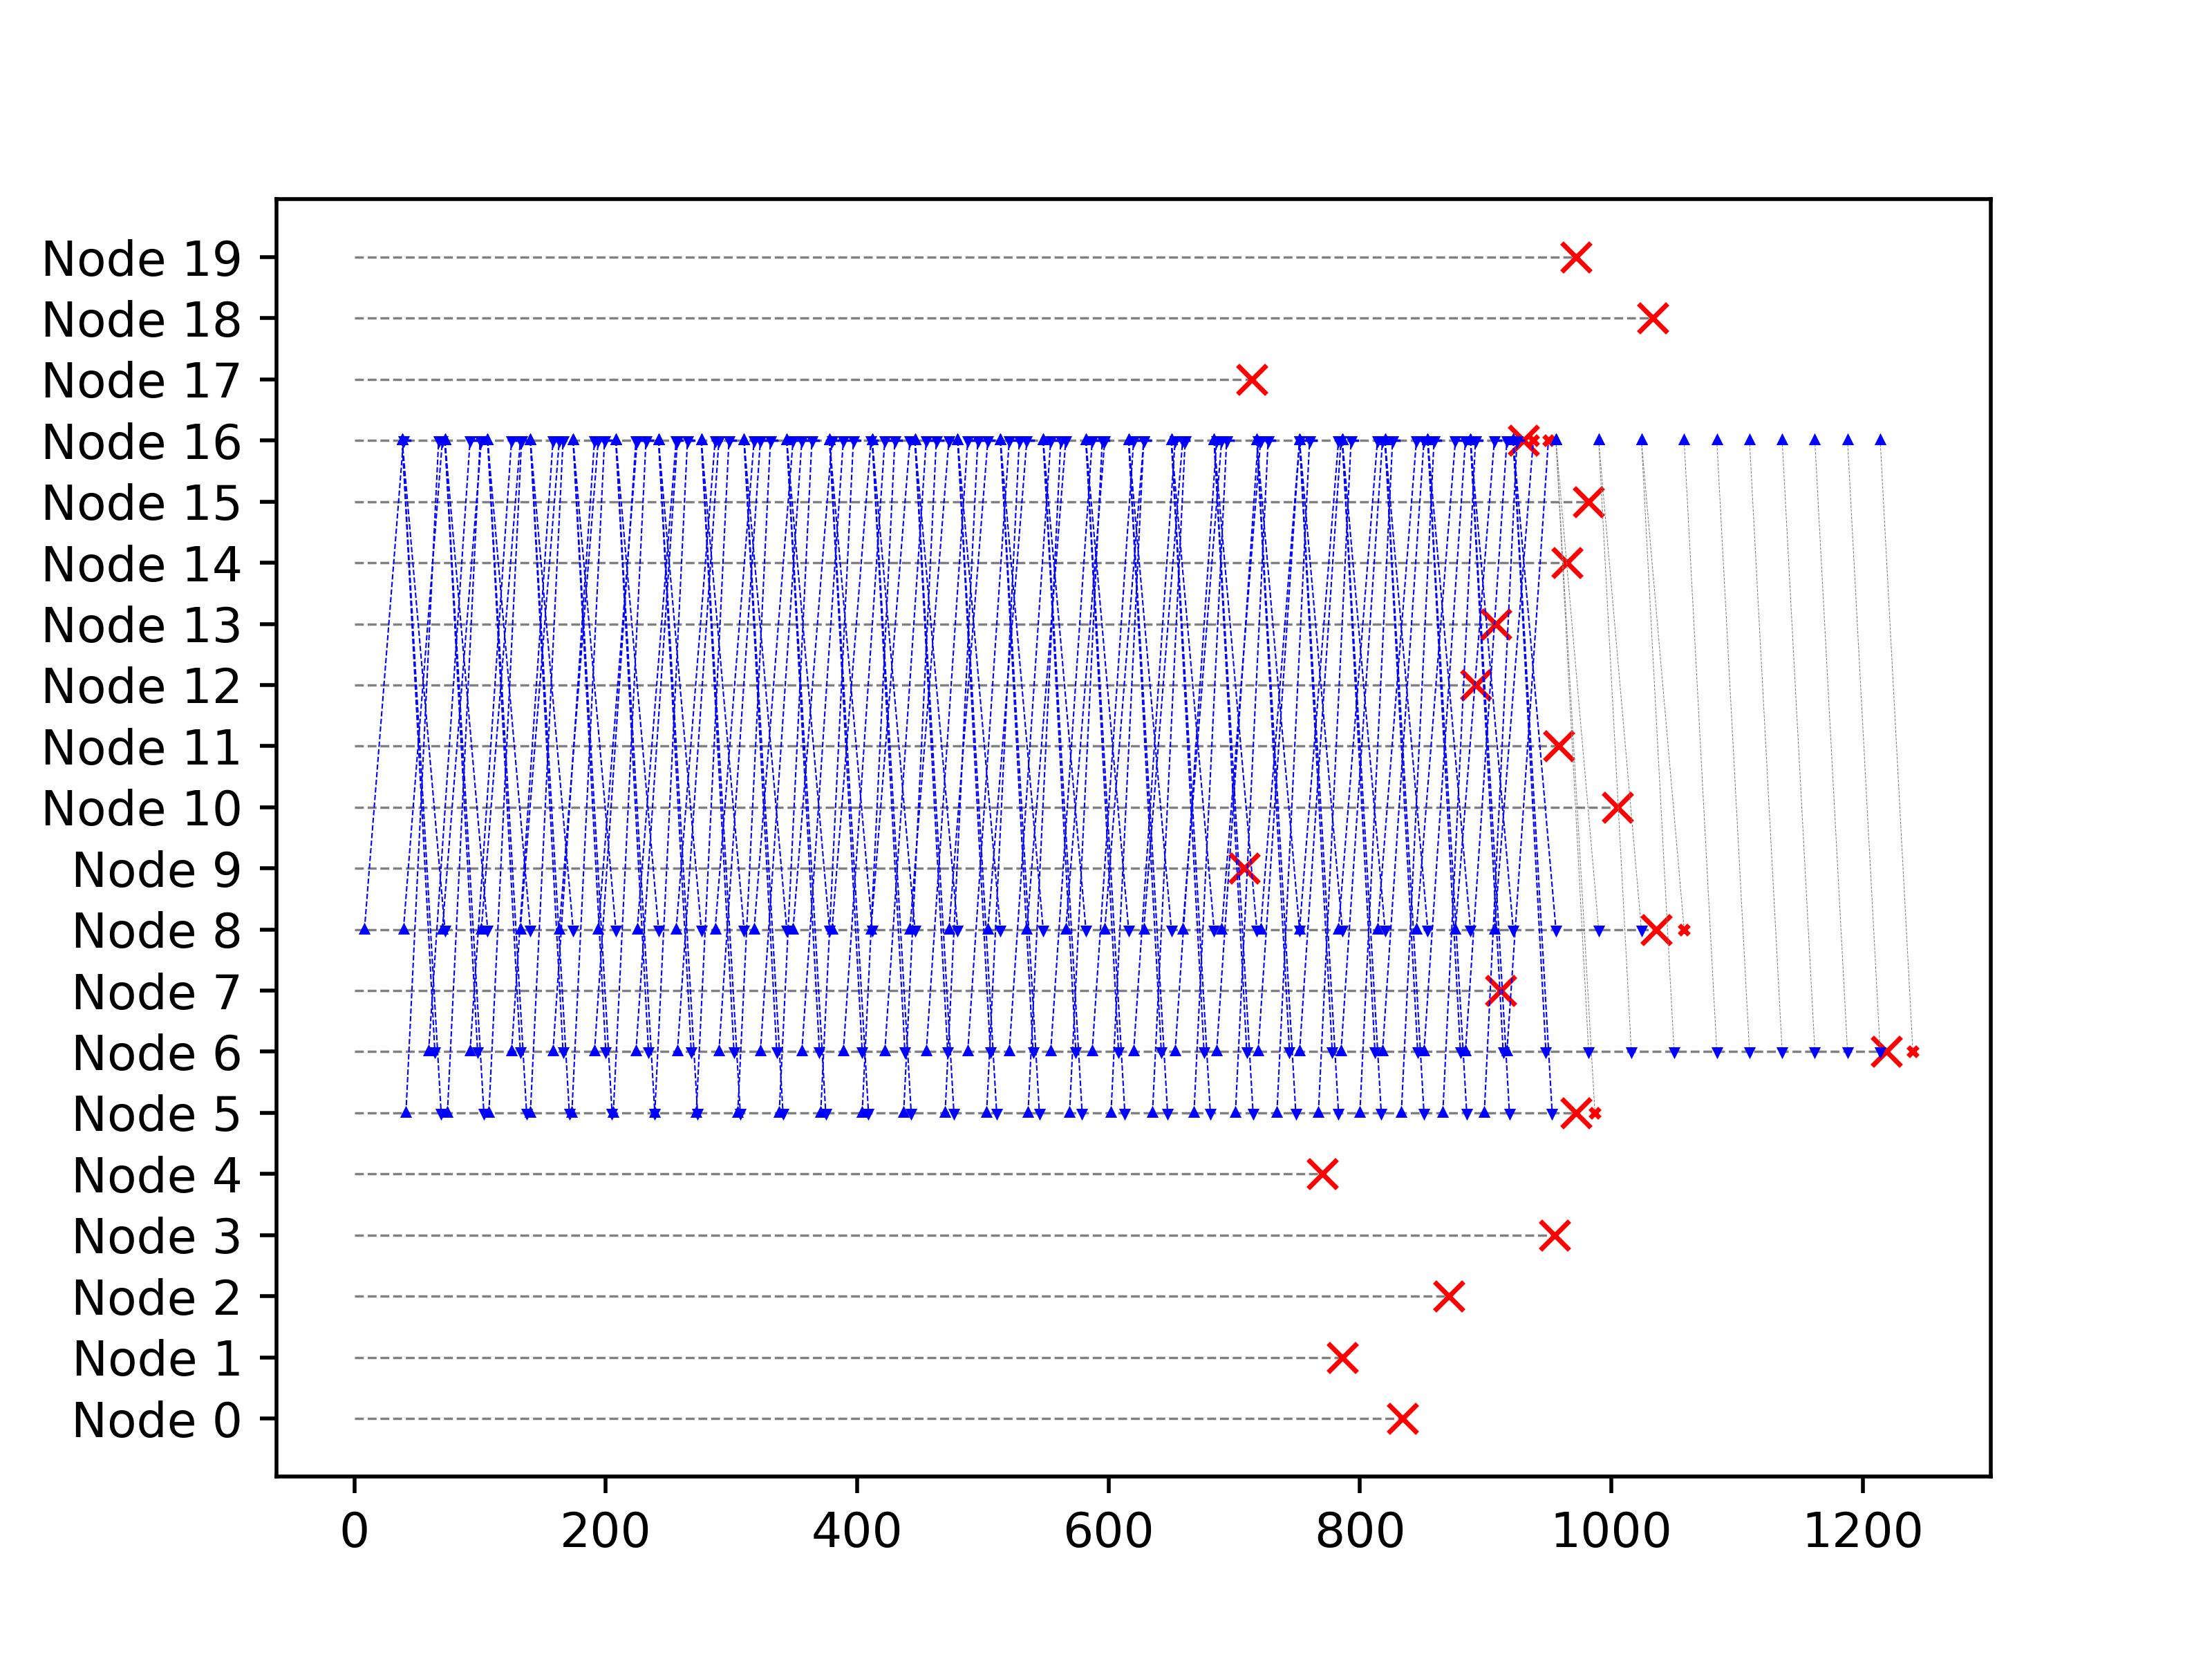 Node 19
Node 18
Node 17
Node 16
Node 15
Node 14
Node 13
Node 12
Node 11
Node 10
Node 9
Node 8
Node 7
Node 6
Node 5
Node 4
Node 3
Node 2
Node 1
Node 0
0 200 400 600 800 1000 1200